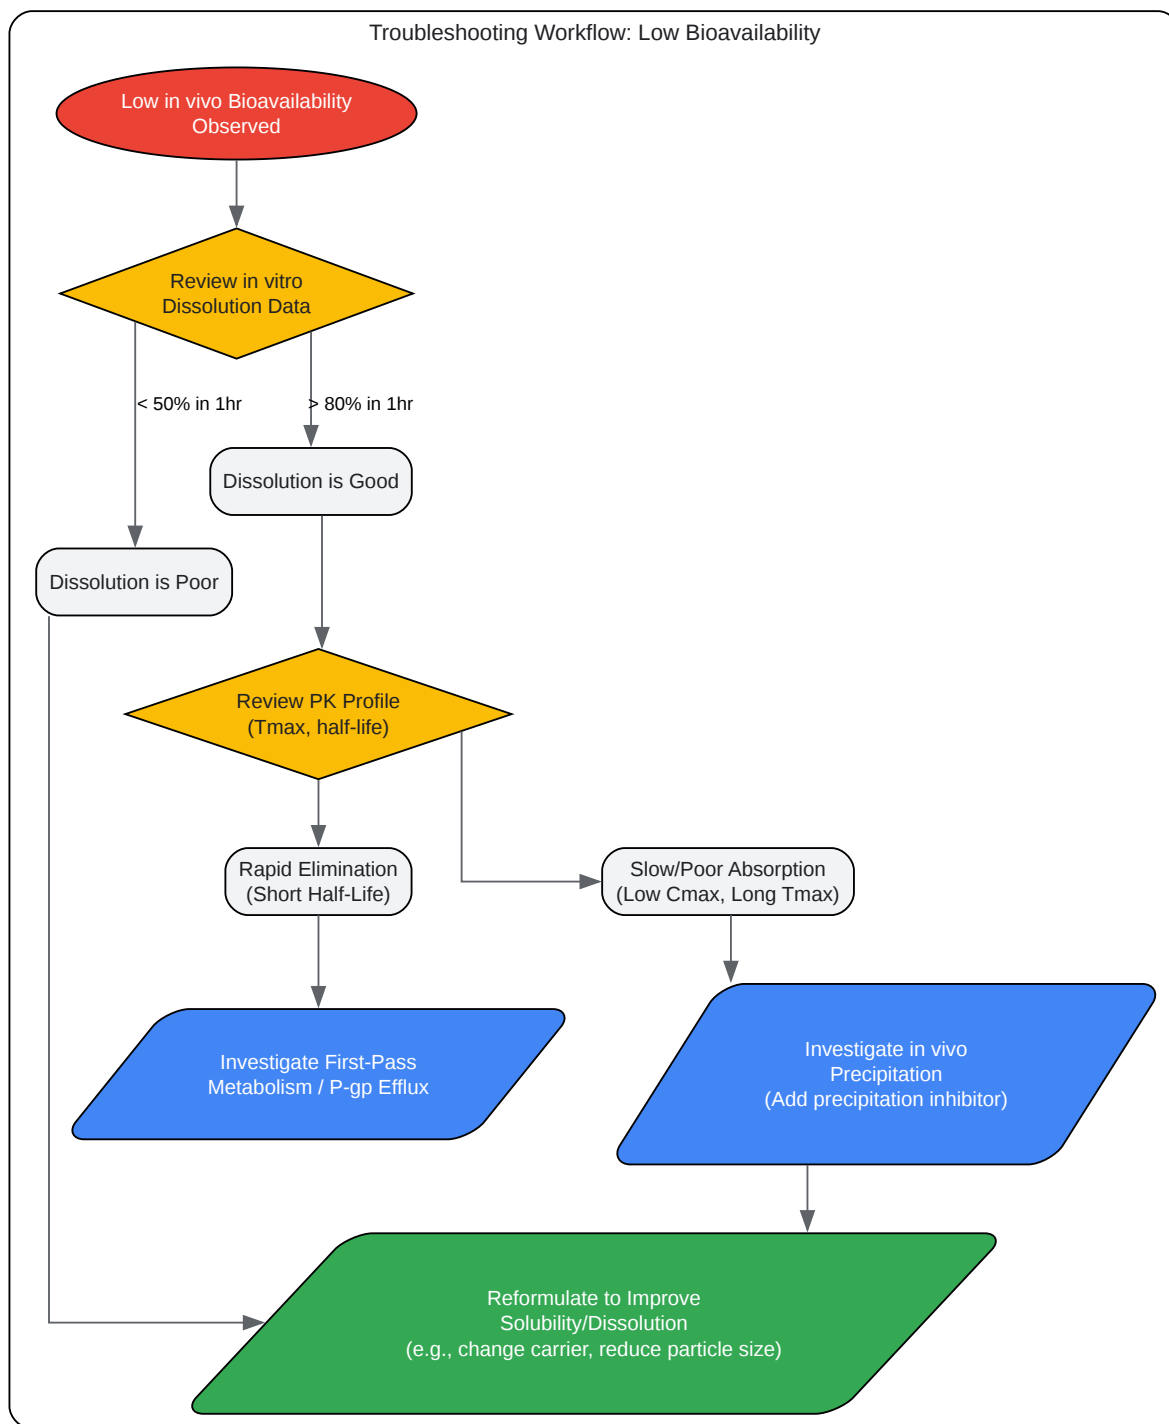 Troubleshooting Workflow: Low Bioavailability
Low in vivo Bioavailability
Observed
Review in vitro
Dissolution Data
< 50% in 1hr
> 80% in 1hr
Dissolution is Good
Dissolution is Poor
Review PK Profile
(Tmax, half-life)
Rapid Elimination
(Short Half-Life)
Slow/Poor Absorption
(Low Cmax, Long Tmax)
Investigate First-Pass
Metabolism / P-gp Efflux
Investigate in vivo
Precipitation
(Add precipitation inhibitor)
Reformulate to Improve
Solubility/Dissolution
(e.g., change carrier, reduce particle size)